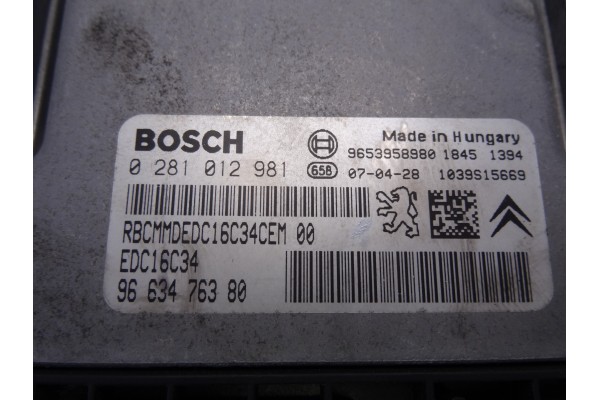 BOSCH
Made in Hungary
0 281 012 981
9653958980 1845 1394
658
07-04-28 1039S15669
RBCMMDEDC16C34CEM 00
EDC16C34
96 634 763 80